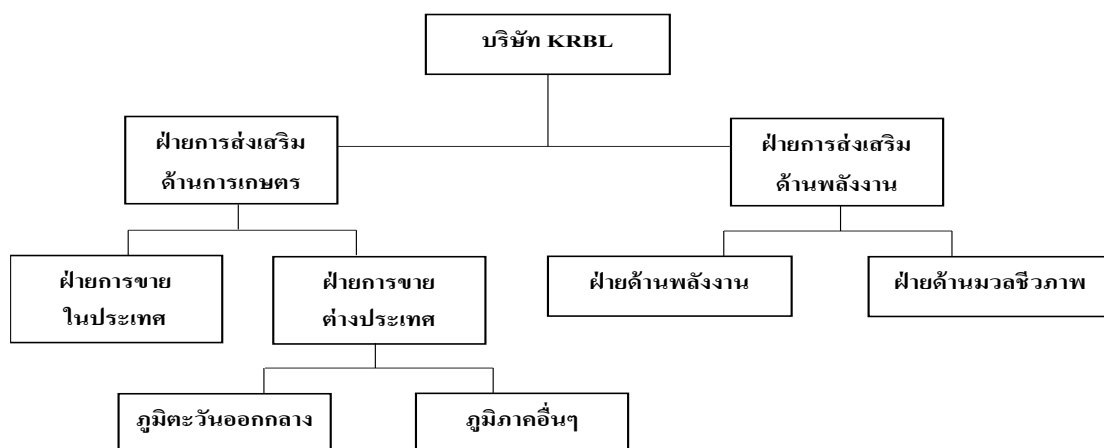 บริษัท KRBL
ฝ่ายการส่งเสริม
ด้านการเกษตร
ฝ่ายการส่งเสริม
ด้านพลังงาน
ฝ่ายการขาย
ในประเทศ
ฝ่ายการขาย
ต่างประเทศ
ฝ่ายด้านพลังงาน
ฝ่ายด้านมวลชีวภาพ
ภูมิตะวันออกกลาง
ภูมิภาคอื่นๆ